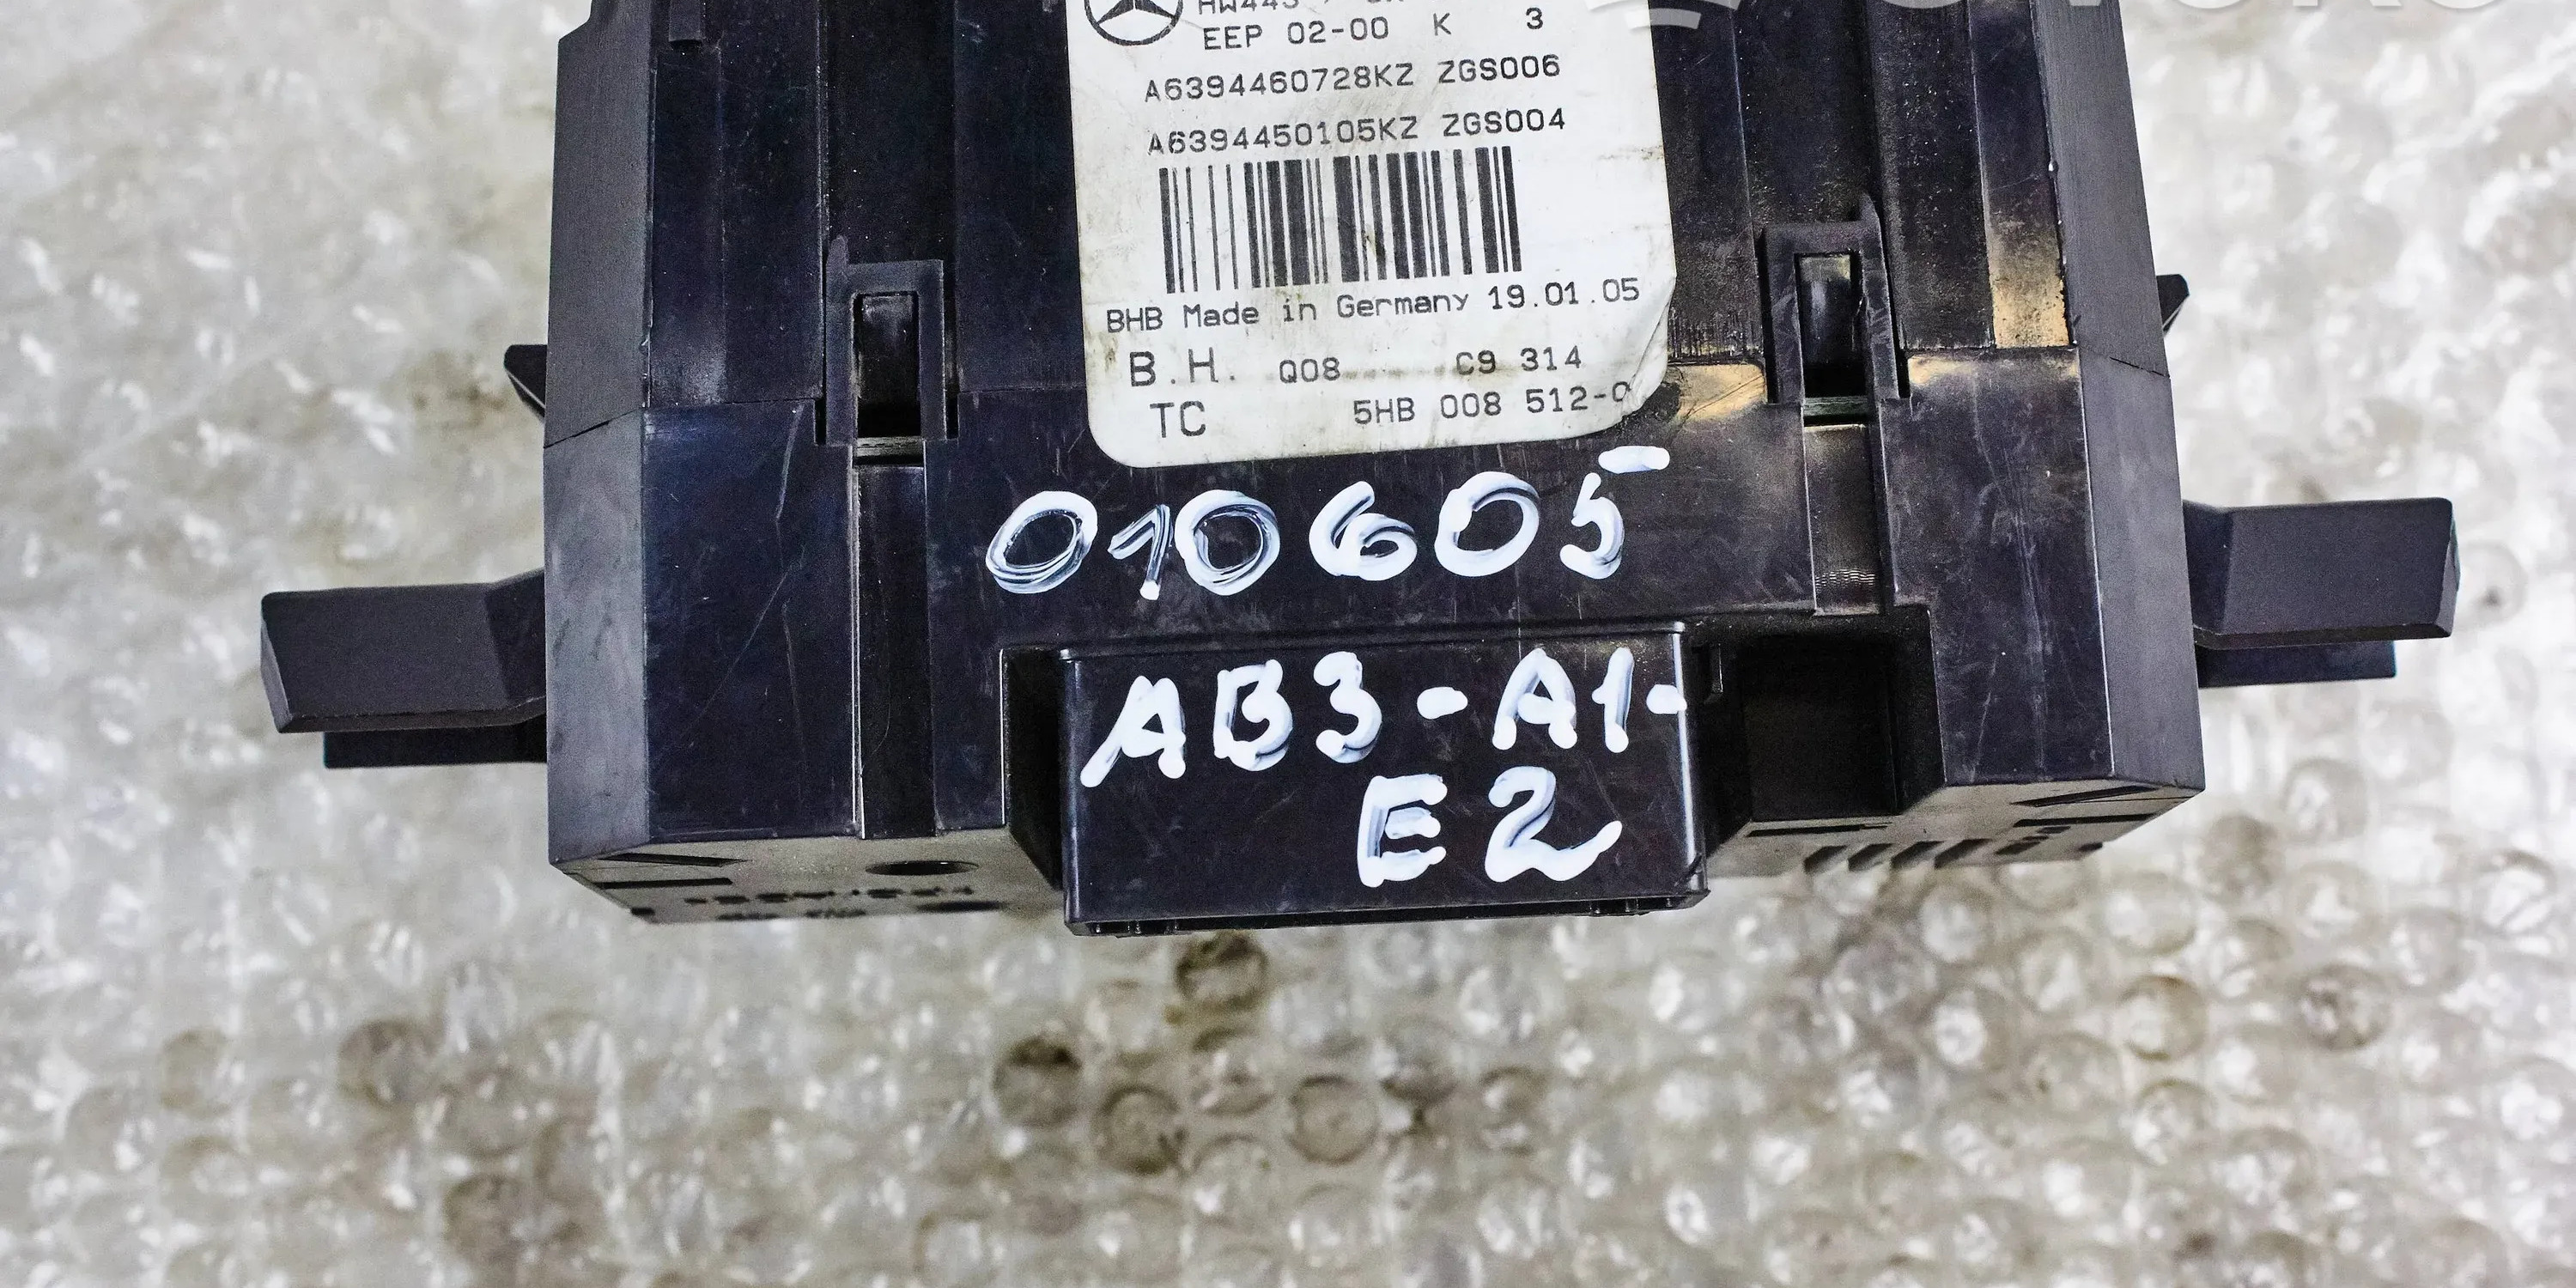 EEP 02-00 K 3
A6394460728KZ ZGS006
A6394450105KZ ZGS004
BHB Made in Germany 19.01.05
B.H. Q08 C9 314
TC 5HB 008 512-0
010605
AB3-A1-
E2